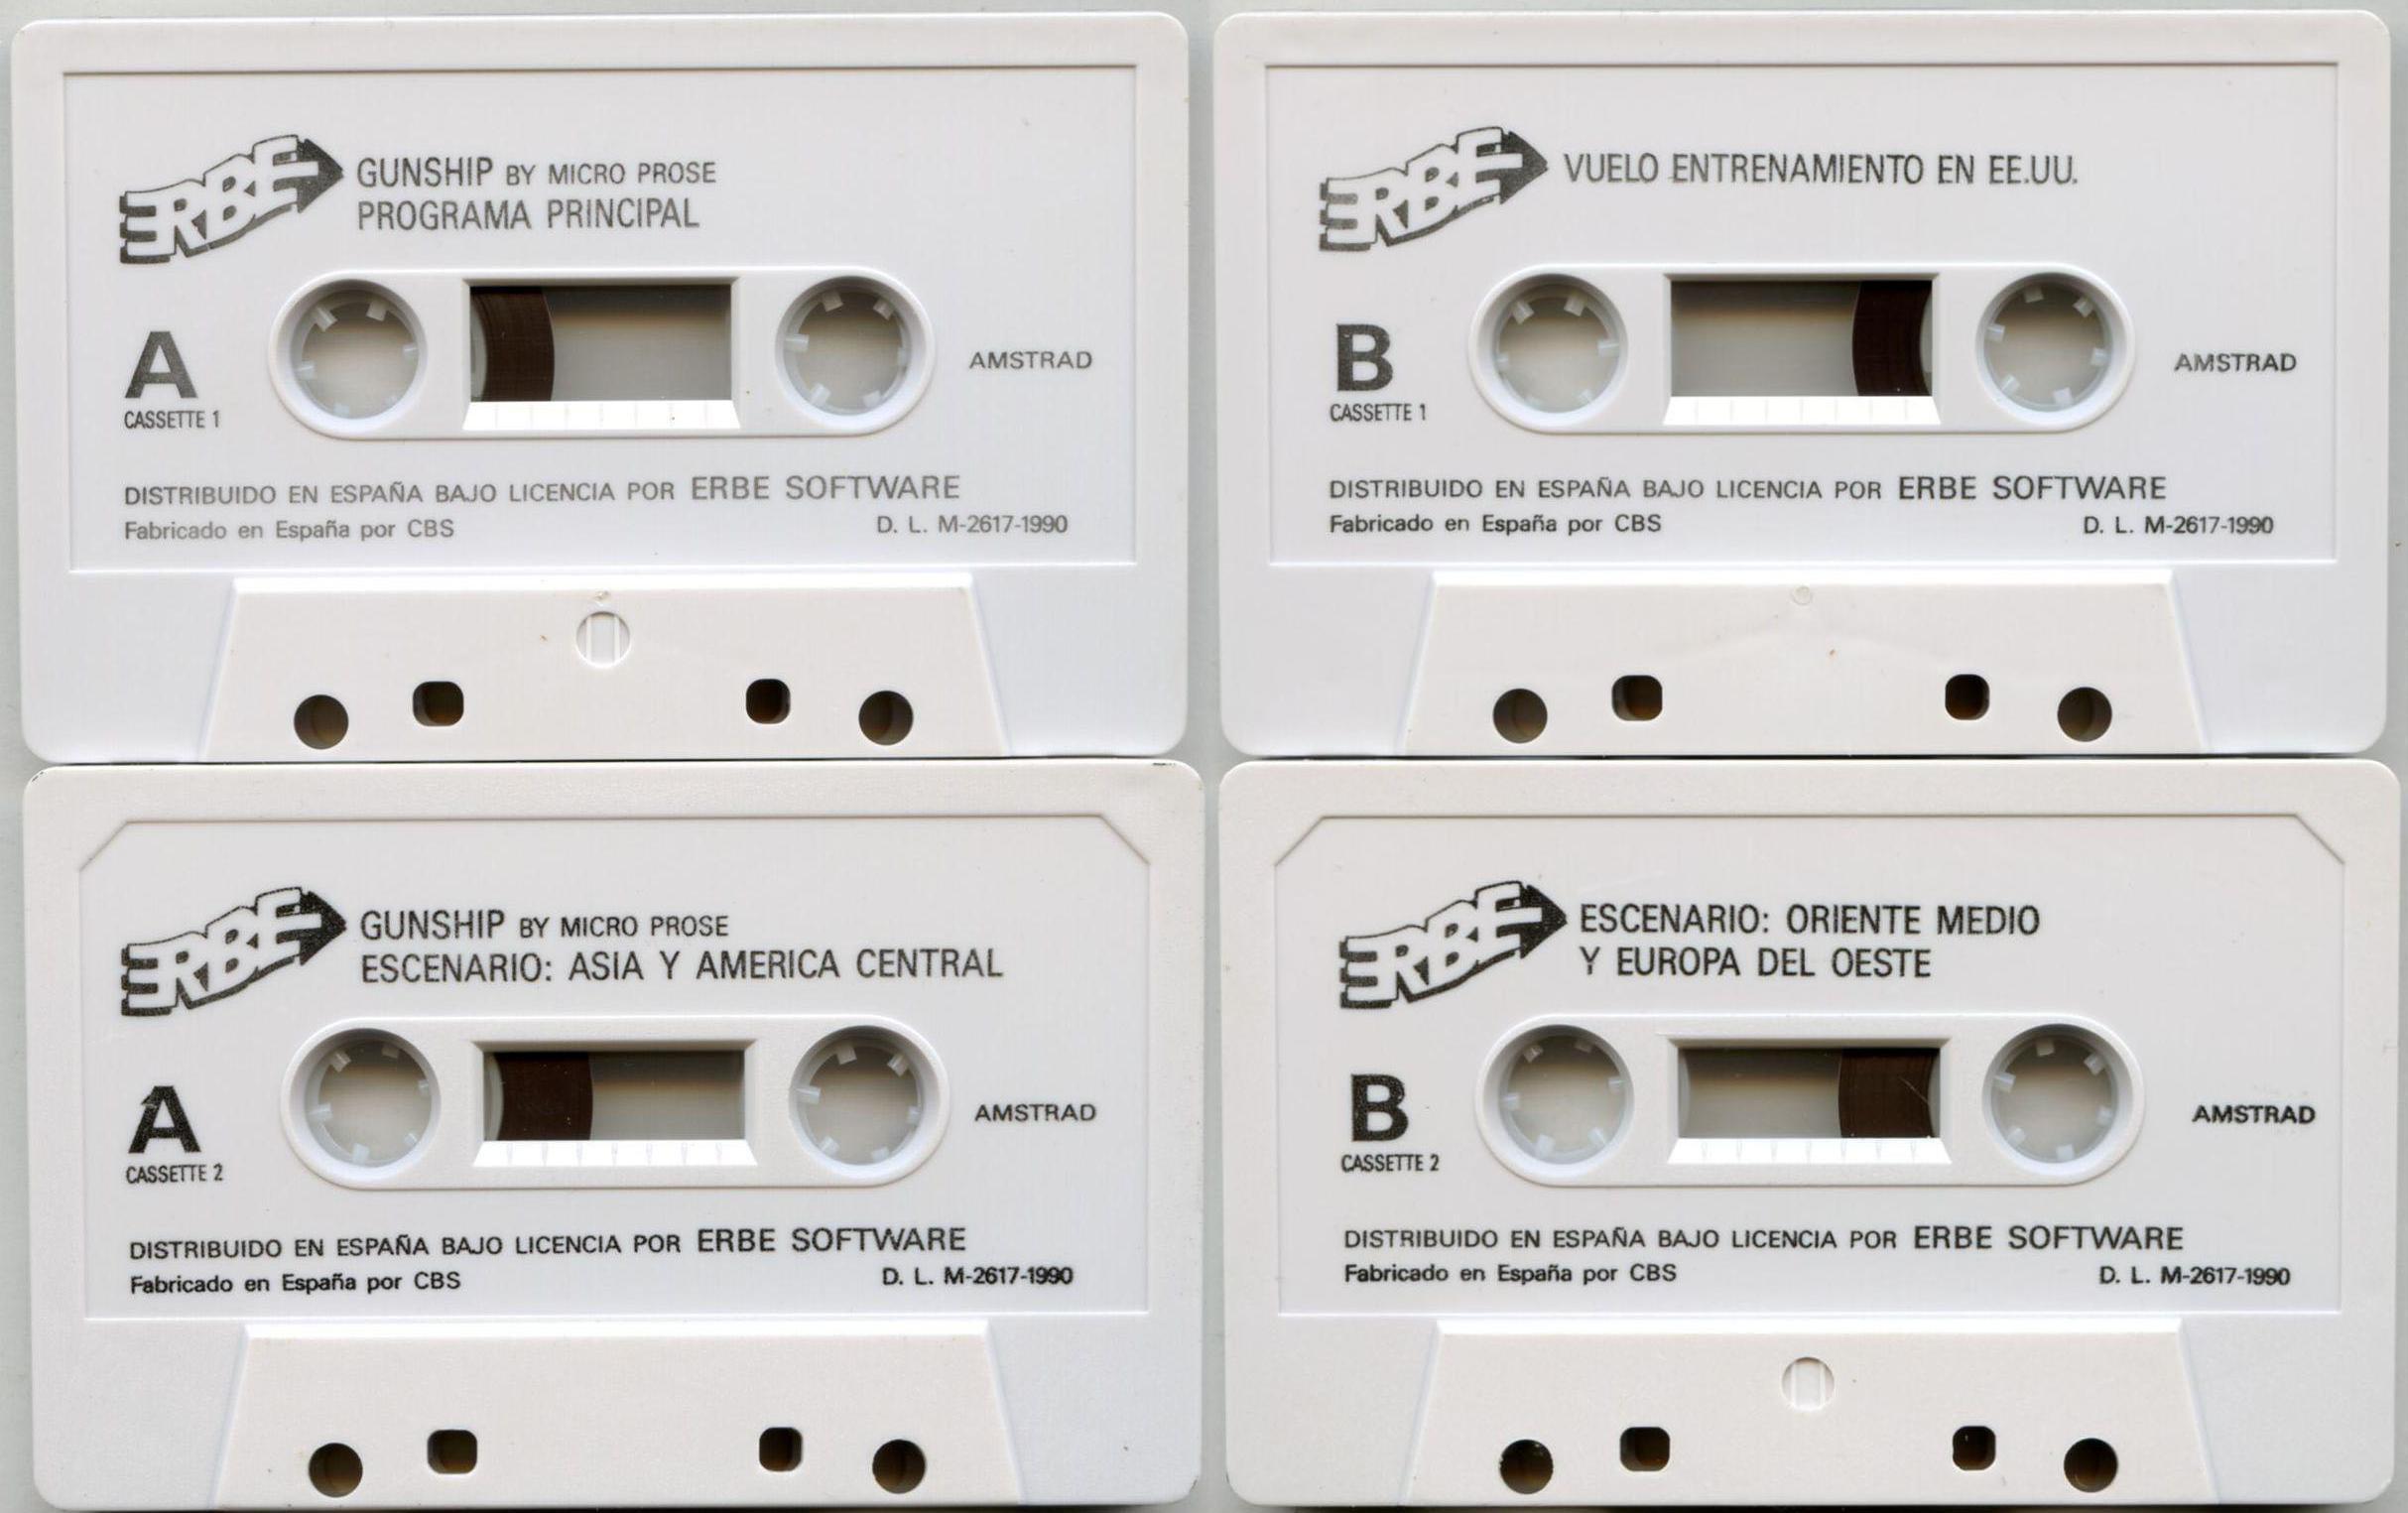 ERBE
GUNSHIP BY MICRO PROSE
PROGRAMA PRINCIPAL
A
CASSETTE 1
AMSTRAD
DISTRIBUIDO EN ESPAÑA BAJO LICENCIA POR ERBE SOFTWARE
Fabricado en España por CBS D. L. M-2617-1990
ERBE
VUELO ENTRENAMIENTO EN EE.UU.
B
CASSETTE 1
AMSTRAD
DISTRIBUIDO EN ESPAÑA BAJO LICENCIA POR ERBE SOFTWARE
Fabricado en España por CBS D. L. M-2617-1990
ERBE
GUNSHIP BY MICRO PROSE
ESCENARIO: ASIA Y AMERICA CENTRAL
A
CASSETTE 2
AMSTRAD
DISTRIBUIDO EN ESPAÑA BAJO LICENCIA POR ERBE SOFTWARE
Fabricado en España por CBS D. L. M-2617-1990
ERBE
ESCENARIO: ORIENTE MEDIO
Y EUROPA DEL OESTE
B
CASSETTE 2
AMSTRAD
DISTRIBUIDO EN ESPAÑA BAJO LICENCIA POR ERBE SOFTWARE
Fabricado en España por CBS D. L. M-2617-1990